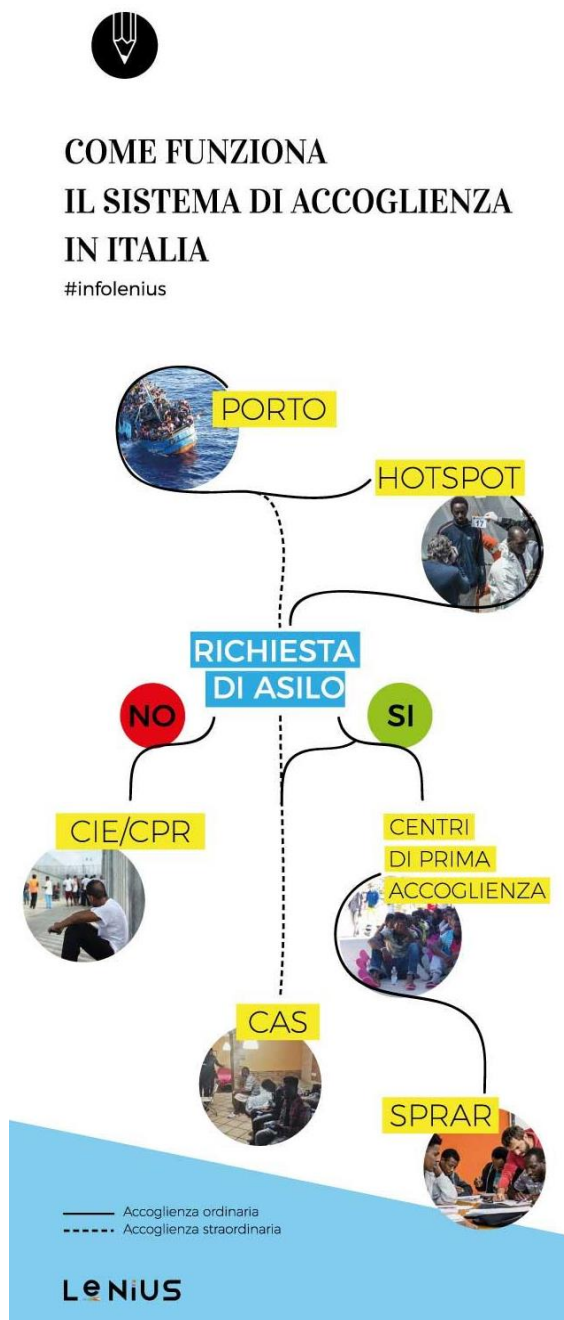 COME FUNZIONA
IL SISTEMA DI ACCOGLIENZA
IN ITALIA
#infolenius
PORTO
HOTSPOT
17
RICHIESTA
DI ASILO
NO
SI
CIE/CPR
CENTRI
DI PRIMA
ACCOGLIENZA
CAS
SPRAR
Accoglienza ordinaria
Accoglienza straordinaria
LeNiUS